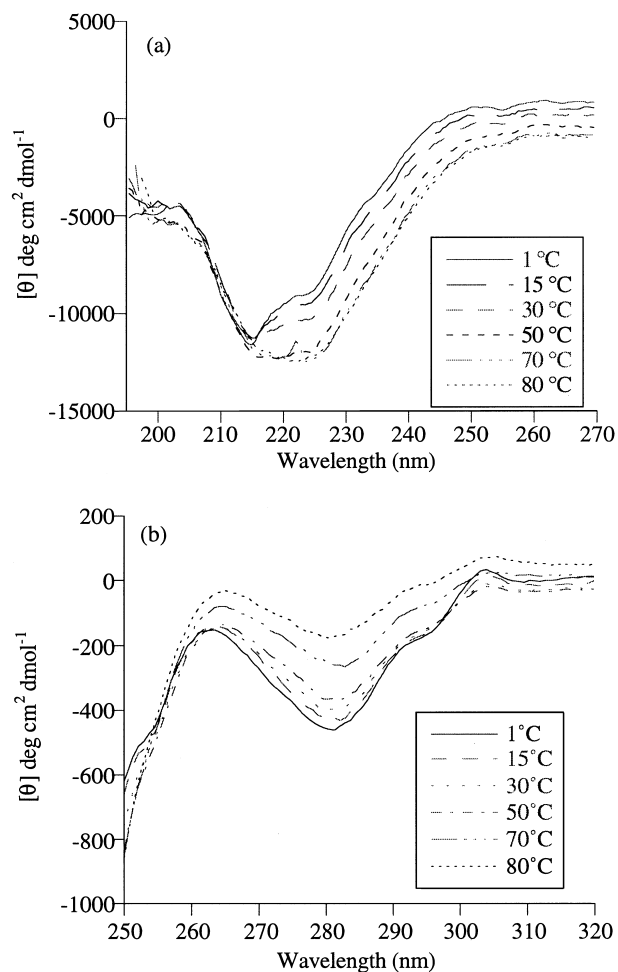 5000
(a)
0
-5000
-10000
-15000
[θ] deg cm² dmol⁻¹
1 °C
15 °C
30 °C
50 °C
70 °C
80 °C
200 210 220 230 240 250 260 270
Wavelength (nm)
200
(b)
0
-200
-400
-600
-800
-1000
[θ] deg cm² dmol⁻¹
1°C
15°C
30°C
50°C
70°C
80°C
250 260 270 280 290 300 310 320
Wavelength (nm)